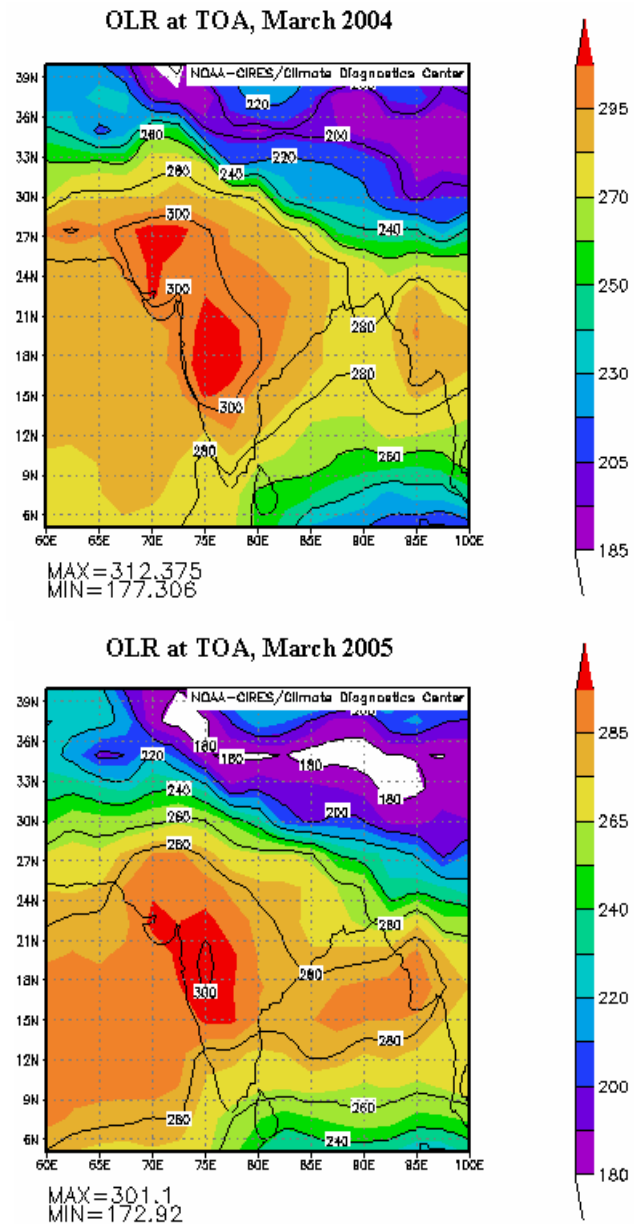 OLR at TOA, March 2004
NOAA-CIRES/Climate Diagnostics Center
39N
36N
33N
30N
27N
24N
21N
18N
15N
12N
9N
6N
220
200
260
220
280
240
300
240
300
280
280
300
280
260
60E 65E 70E 75E 80E 85E 90E 95E 100E
295
270
250
230
205
185
MAX=312.375
MIN=177.306
OLR at TOA, March 2005
NOAA-CIRES/Climate Diagnostics Center
39N
36N
33N
30N
27N
24N
21N
18N
15N
12N
9N
6N
180
220
180
180
180
240
200
260
280
280
280
300
280
280
260
240
60E 65E 70E 75E 80E 85E 90E 95E 100E
285
265
240
220
200
180
MAX=301.1
MIN=172.92